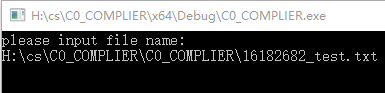 H:\cs\C0_COMPLIER\x64\Debug\C0_COMPLIER.exe
please input file name:
H:\cs\C0_COMPLIER\C0_COMPLIER\16182682_test.txt